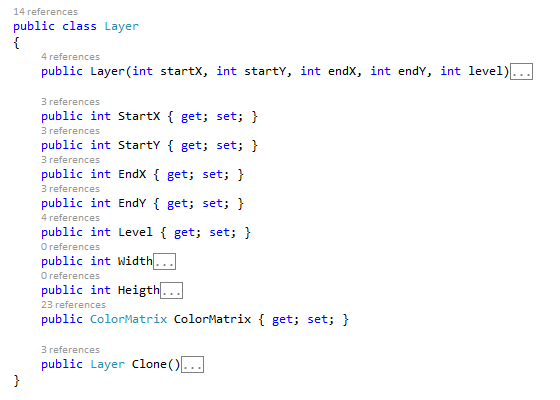 14 references
public class Layer
{
4 references
public Layer(int startX, int startY, int endX, int endY, int level)...
3 references
public int StartX { get; set; }
3 references
public int StartY { get; set; }
3 references
public int EndX { get; set; }
3 references
public int EndY { get; set; }
4 references
public int Level { get; set; }
0 references
public int Width...
0 references
public int Heigth...
23 references
public ColorMatrix ColorMatrix { get; set; }
3 references
public Layer Clone()...
}